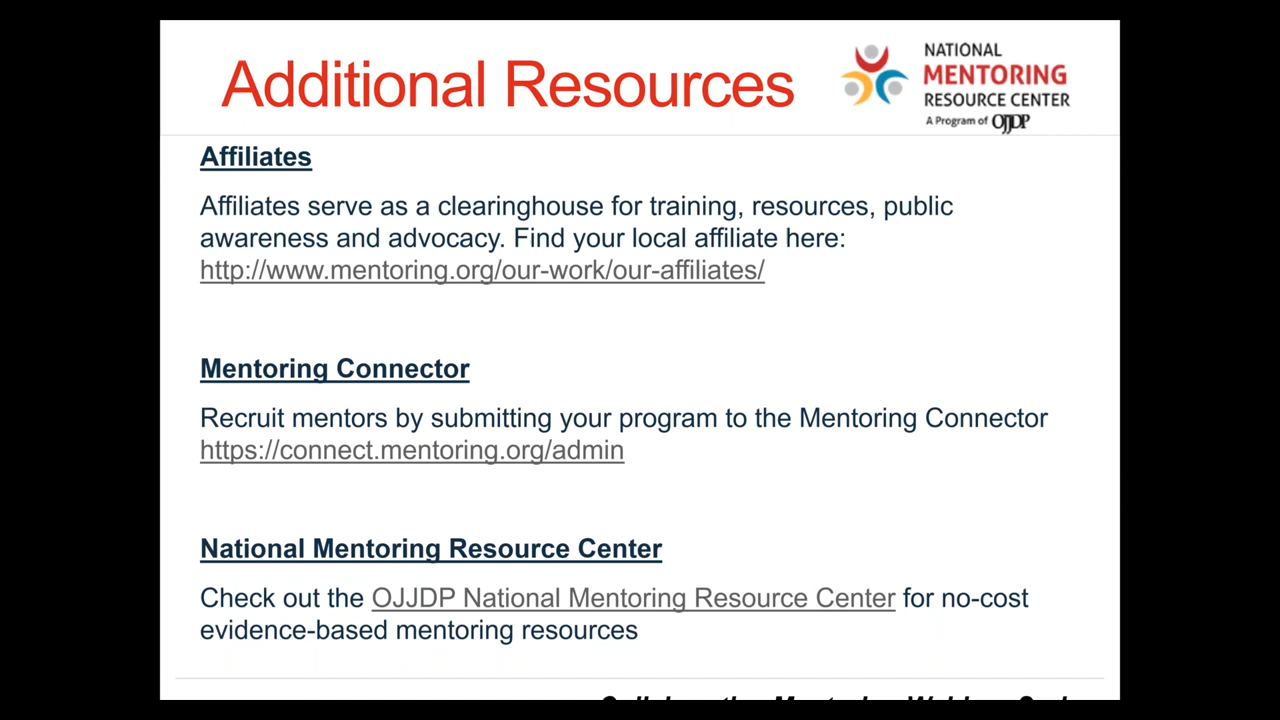 Additional Resources
NATIONAL
MENTORING
RESOURCE CENTER
A Program of OJJDP
Affiliates
Affiliates serve as a clearinghouse for training, resources, public
awareness and advocacy. Find your local affiliate here:
http://www.mentoring.org/our-work/our-affiliates/
Mentoring Connector
Recruit mentors by submitting your program to the Mentoring Connector
https://connect.mentoring.org/admin
National Mentoring Resource Center
Check out the OJJDP National Mentoring Resource Center for no-cost
evidence-based mentoring resources